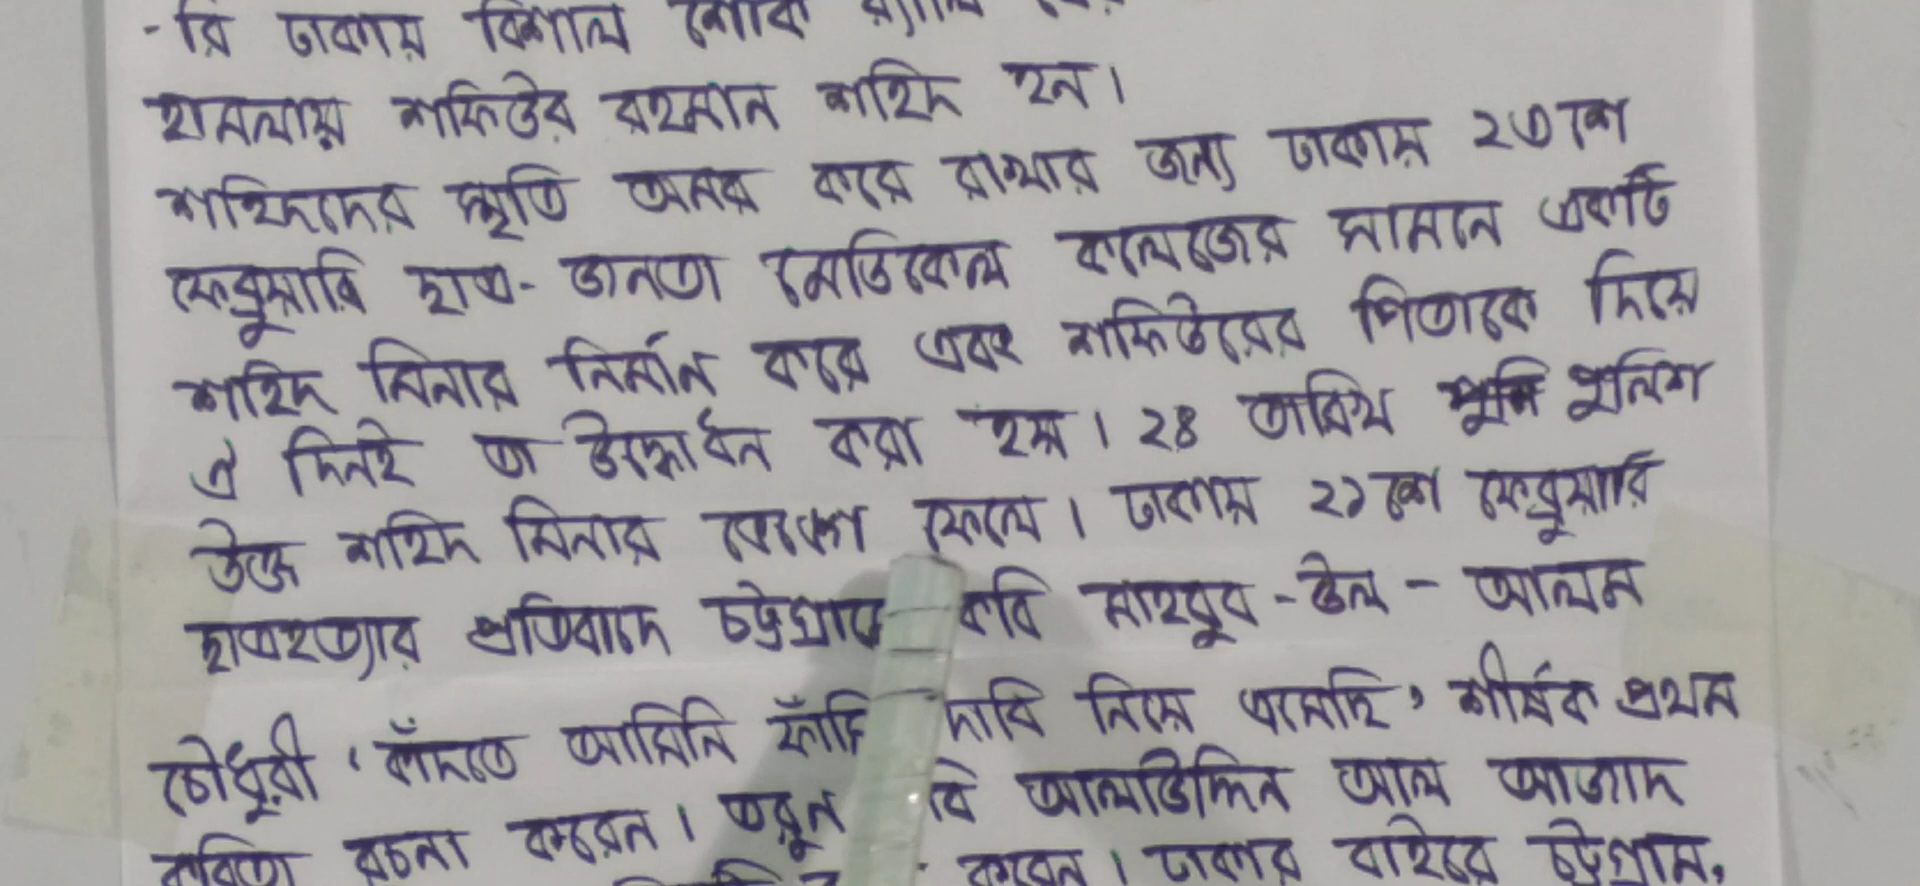 -রি ঢাকায় বিশাল শোক র‍্যালি
হামলায় শফিউর রহমান শহিদ হন।
শহিদদের স্মৃতি অমর করে রাখার জন্য ঢাকায় ২৩শে
ফেব্রুয়ারি ছাত্র-জনতা মেডিকেল কলেজের সামনে একটি
শহিদ মিনার নির্মান করে এবং শফিউরের পিতাকে দিয়ে
ঐ দিনই তা উদ্বোধন করা হয়। ২৪ তারিখ পুলিশ
উক্ত শহিদ মিনার ভেঙ্গে ফেলে। ঢাকায় ২১শে ফেব্রুয়ারি
ছাত্রহত্যার প্রতিবাদে চট্টগ্রামে কবি মাহবুব-উল-আলম
চৌধুরী 'কাঁদতে আসিনি ফাঁসি দাবি নিয়ে এসেছি' শীর্ষক প্রথম
কবিতা রচনা করেন। তরুন কবি আলাউদ্দিন আল আজাদ
করেন। ঢাকার বাইরে চট্টগ্রাম,